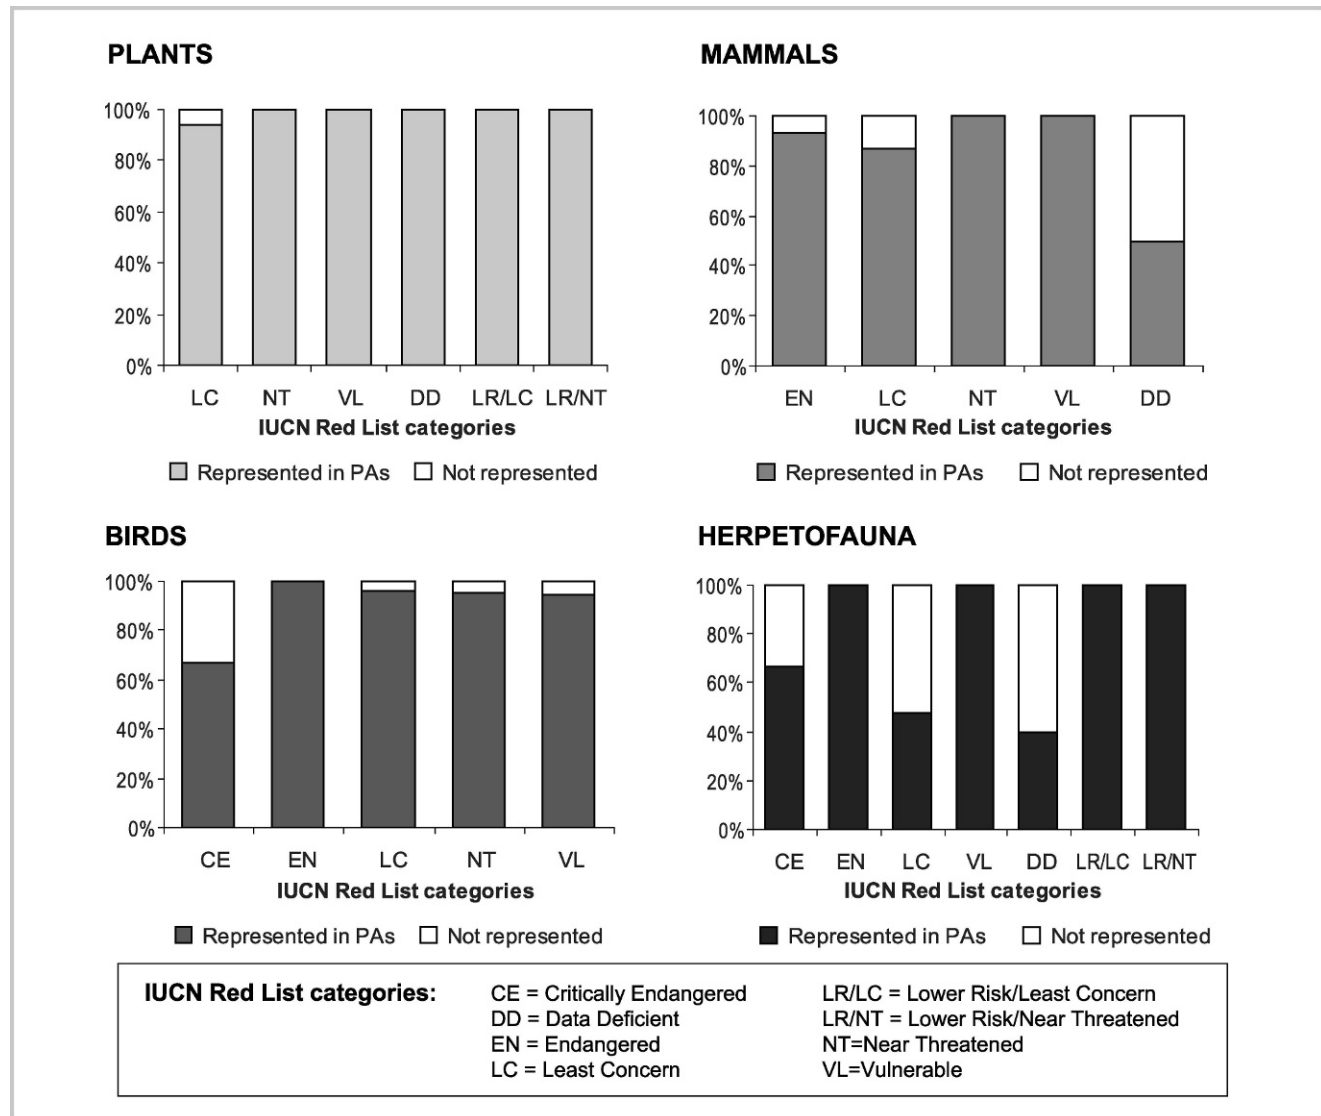 PLANTS
100%
80%
60%
40%
20%
0%
LC NT VL DD LR/LC LR/NT
IUCN Red List categories
Represented in PAs Not represented
MAMMALS
100%
80%
60%
40%
20%
0%
EN LC NT VL DD
IUCN Red List categories
Represented in PAs Not represented
BIRDS
100%
80%
60%
40%
20%
0%
CE EN LC NT VL
IUCN Red List categories
Represented in PAs Not represented
HERPETOFAUNA
100%
80%
60%
40%
20%
0%
CE EN LC VL DD LR/LC LR/NT
IUCN Red List categories
Represented in PAs Not represented
IUCN Red List categories:
CE = Critically Endangered
DD = Data Deficient
EN = Endangered
LC = Least Concern
LR/LC = Lower Risk/Least Concern
LR/NT = Lower Risk/Near Threatened
NT=Near Threatened
VL=Vulnerable